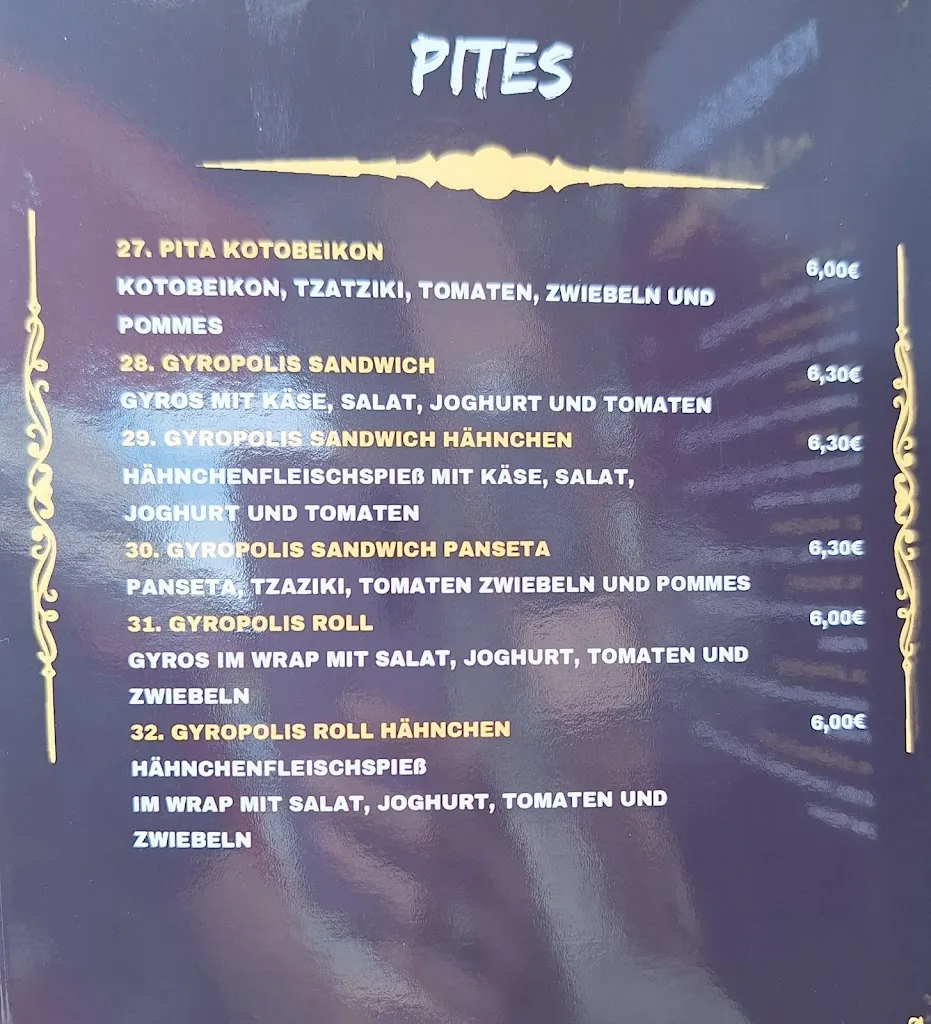 PITES
27. PITA KOTOBEIKON
6,00€
KOTOBEIKON, TZATZIKI, TOMATEN, ZWIEBELN UND
POMMES
28. GYROPOLIS SANDWICH
6,30€
GYROS MIT KÄSE, SALAT, JOGHURT UND TOMATEN
29. GYROPOLIS SANDWICH HÄHNCHEN
6,30€
HÄHNCHENFLEISCHSPIEß MIT KÄSE, SALAT,
JOGHURT UND TOMATEN
30. GYROPOLIS SANDWICH PANSETA
6,30€
PANSETA, TZAZIKI, TOMATEN ZWIEBELN UND POMMES
31. GYROPOLIS ROLL
6,00€
GYROS IM WRAP MIT SALAT, JOGHURT, TOMATEN UND
ZWIEBELN
32. GYROPOLIS ROLL HÄHNCHEN
6,00€
HÄHNCHENFLEISCHSPIEß
IM WRAP MIT SALAT, JOGHURT, TOMATEN UND
ZWIEBELN